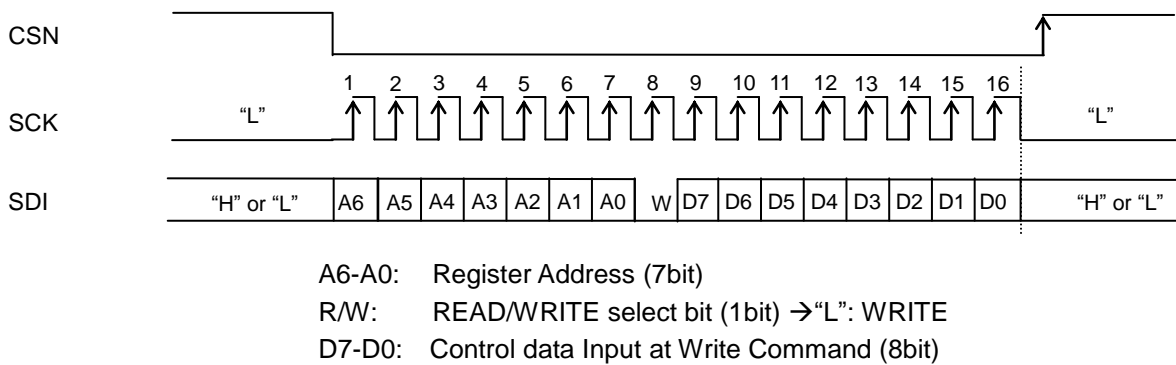 CSN
1 2 3 4 5 6 7 8 9 10 11 12 13 14 15 16
SCK “L” “L”
SDI “H” or “L” A6 A5 A4 A3 A2 A1 A0 W D7 D6 D5 D4 D3 D2 D1 D0 “H” or “L”
A6-A0: Register Address (7bit)
R/W: READ/WRITE select bit (1bit) →“L”: WRITE
D7-D0: Control data Input at Write Command (8bit)